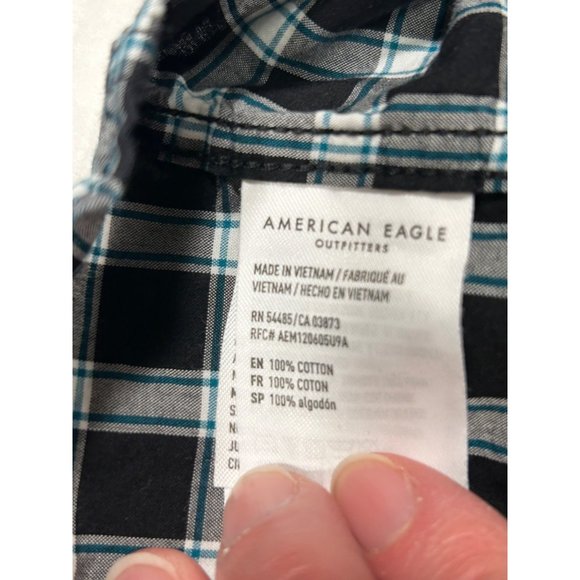 AMERICAN EAGLE
OUTFITTERS
MADE IN VIETNAM / FABRIQUÉ AU
VIETNAM / HECHO EN VIETNAM
RN 54485/CA 03873
RFC# AEM120605U9A
EN 100% COTTON
FR 100% COTON
SP 100% algodón